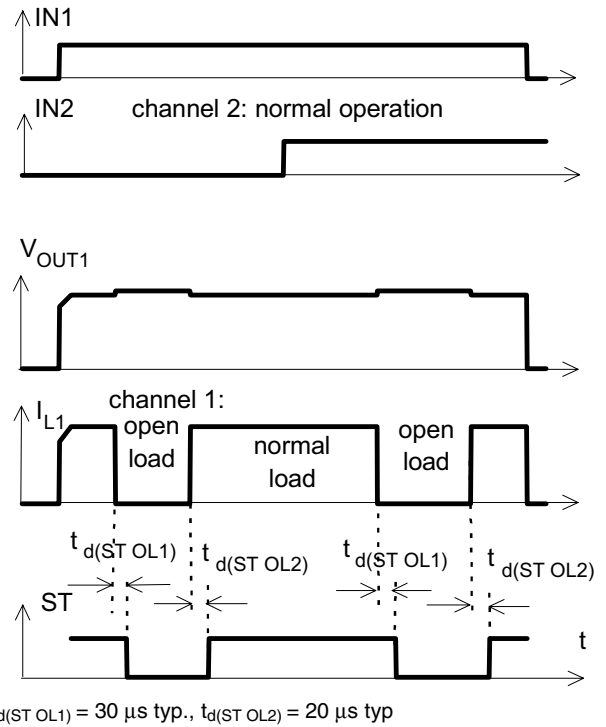 IN1
IN2 channel 2: normal operation
VOUT1
channel 1:
IL1
open
load
normal
load
open
load
td(ST OL1)
td(ST OL2)
td(ST OL1)
td(ST OL2)
ST
t
d(ST OL1) = 30 μs typ., td(ST OL2) = 20 μs typ